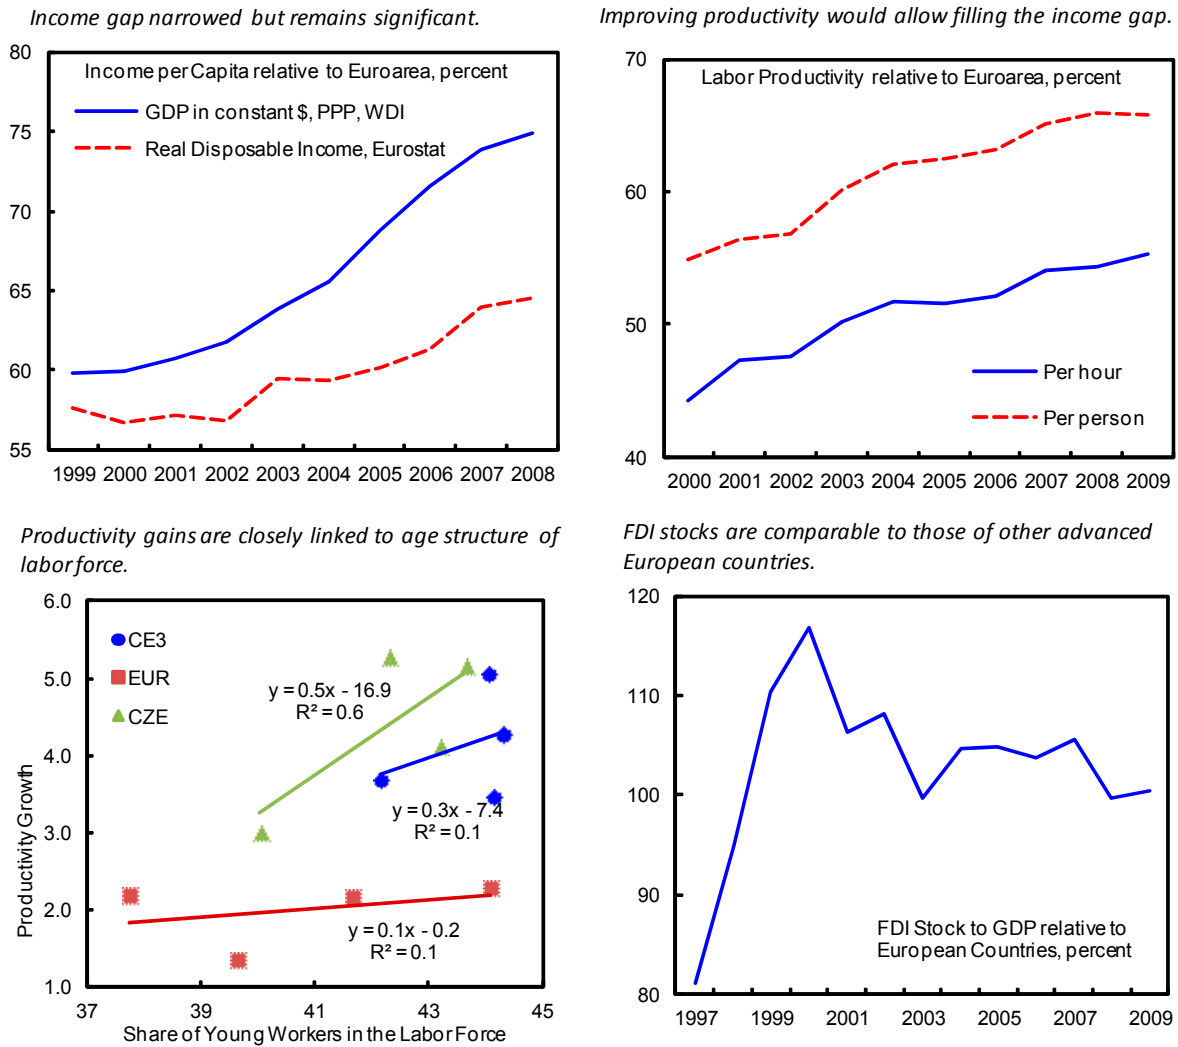 Income gap narrowed but remains significant.
80
75
70
65
60
55
Income per Capita relative to Euroarea, percent
GDP in constant $, PPP, WDI
Real Disposable Income, Eurostat
1999 2000 2001 2002 2003 2004 2005 2006 2007 2008
Improving productivity would allow filling the income gap.
70
60
50
40
Labor Productivity relative to Euroarea, percent
Per hour
Per person
2000 2001 2002 2003 2004 2005 2006 2007 2008 2009
Productivity gains are closely linked to age structure of
labor force.
6.0
5.0
4.0
3.0
2.0
1.0
Productivity Growth
CE3
EUR
CZE
y = 0.5x - 16.9
R² = 0.6
y = 0.3x - 7.4
R² = 0.1
y = 0.1x - 0.2
R² = 0.1
37 39 41 43 45
Share of Young Workers in the Labor Force
FDI stocks are comparable to those of other advanced
European countries.
120
110
100
90
80
FDI Stock to GDP relative to
European Countries, percent
1997 1999 2001 2003 2005 2007 2009